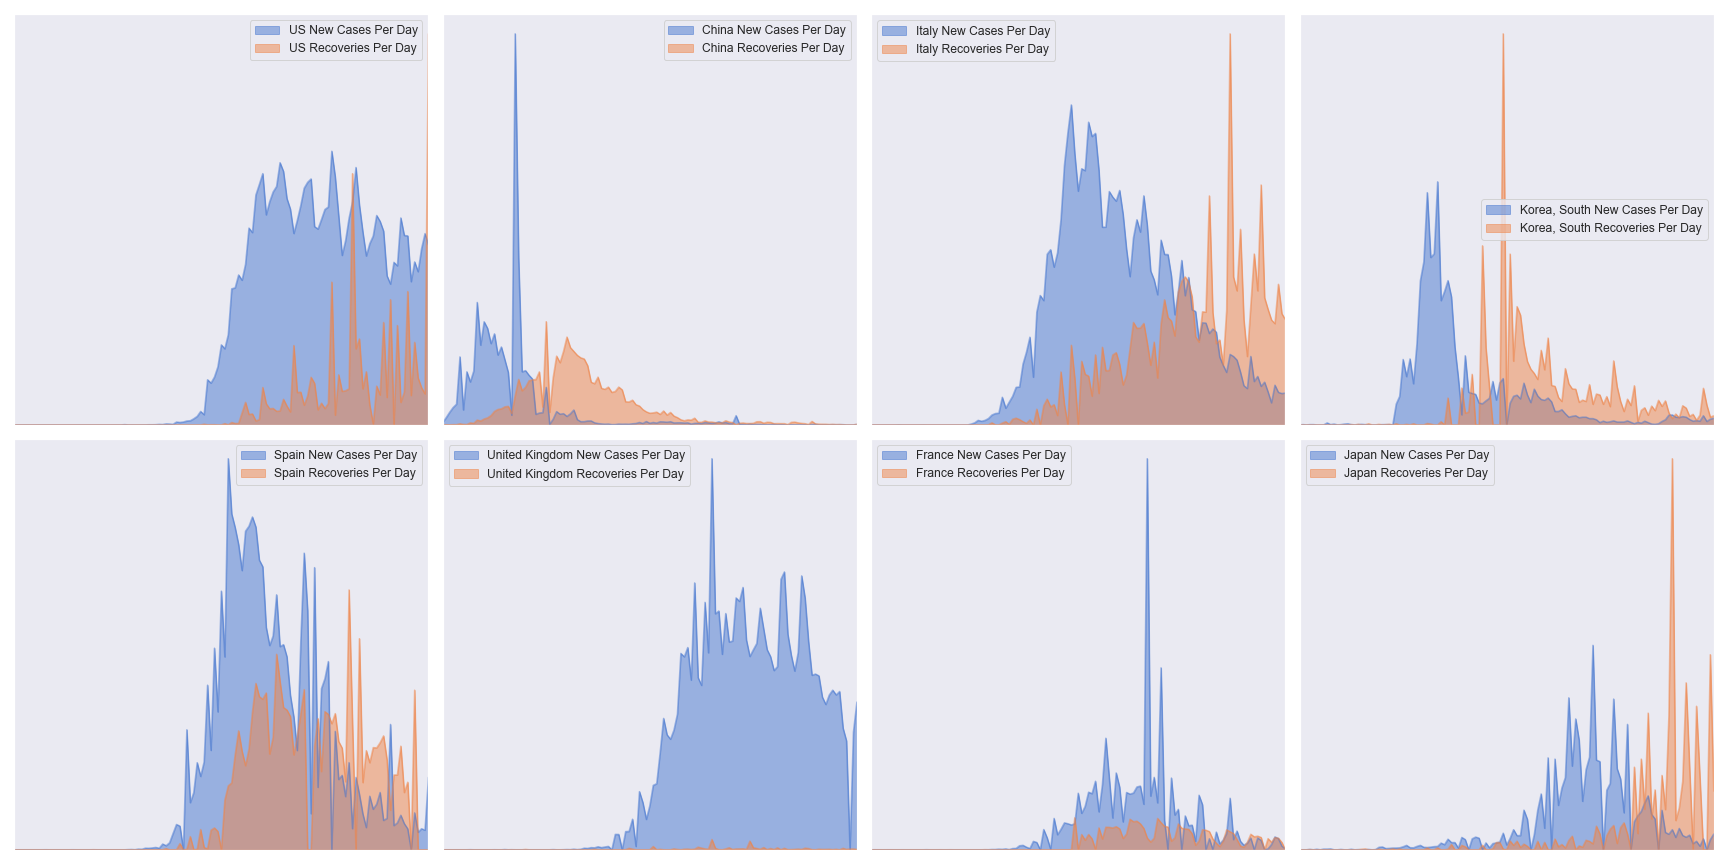 US New Cases Per Day
US Recoveries Per Day
China New Cases Per Day
China Recoveries Per Day
Italy New Cases Per Day
Italy Recoveries Per Day
Korea, South New Cases Per Day
Korea, South Recoveries Per Day
Spain New Cases Per Day
Spain Recoveries Per Day
United Kingdom New Cases Per Day
United Kingdom Recoveries Per Day
France New Cases Per Day
France Recoveries Per Day
Japan New Cases Per Day
Japan Recoveries Per Day